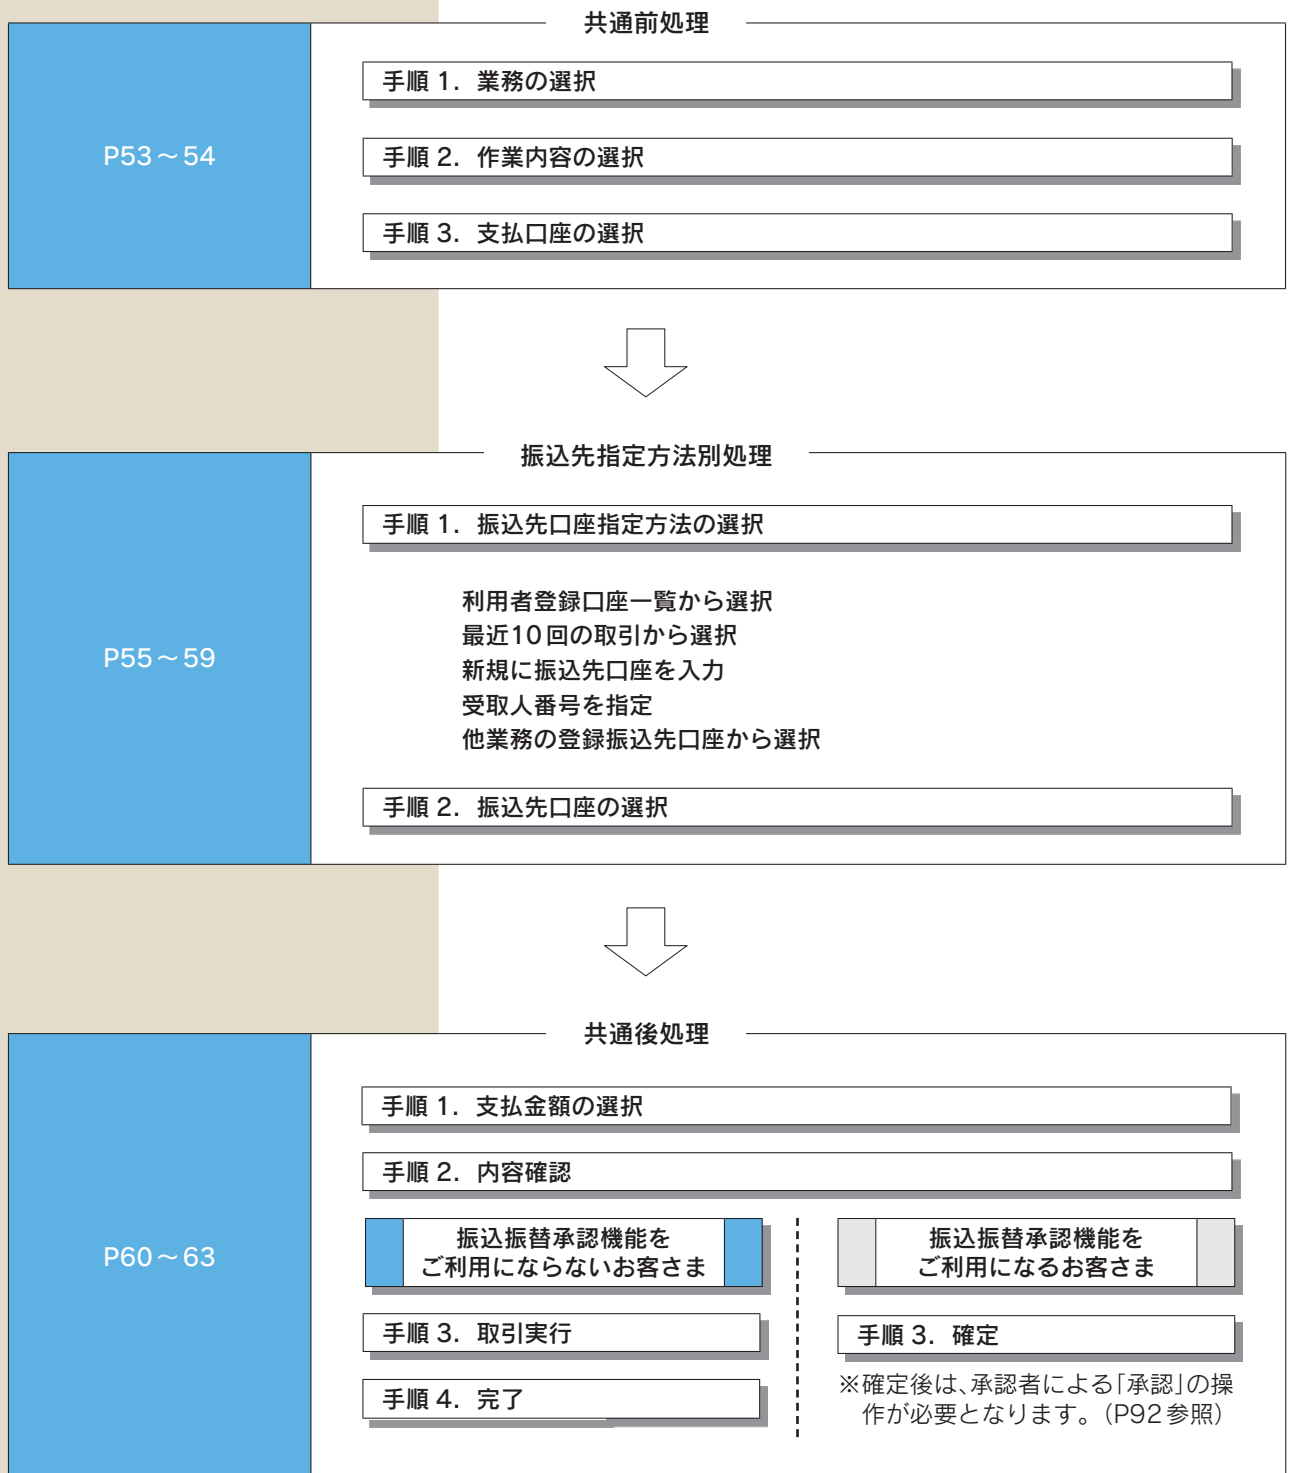 共通前処理
P53～54
手順 1．業務の選択
手順 2．作業内容の選択
手順 3．支払口座の選択
振込先指定方法別処理
P55～59
手順 1．振込先口座指定方法の選択
利用者登録口座一覧から選択
最近10回の取引から選択
新規に振込先口座を入力
受取人番号を指定
他業務の登録振込先口座から選択
手順 2．振込先口座の選択
共通後処理
P60～63
手順 1．支払金額の選択
手順 2．内容確認
振込振替承認機能を
ご利用にならないお客さま
手順 3．取引実行
手順 4．完了
振込振替承認機能を
ご利用になるお客さま
手順 3．確定
※確定後は、承認者による「承認」の操
作が必要となります。（P92参照）